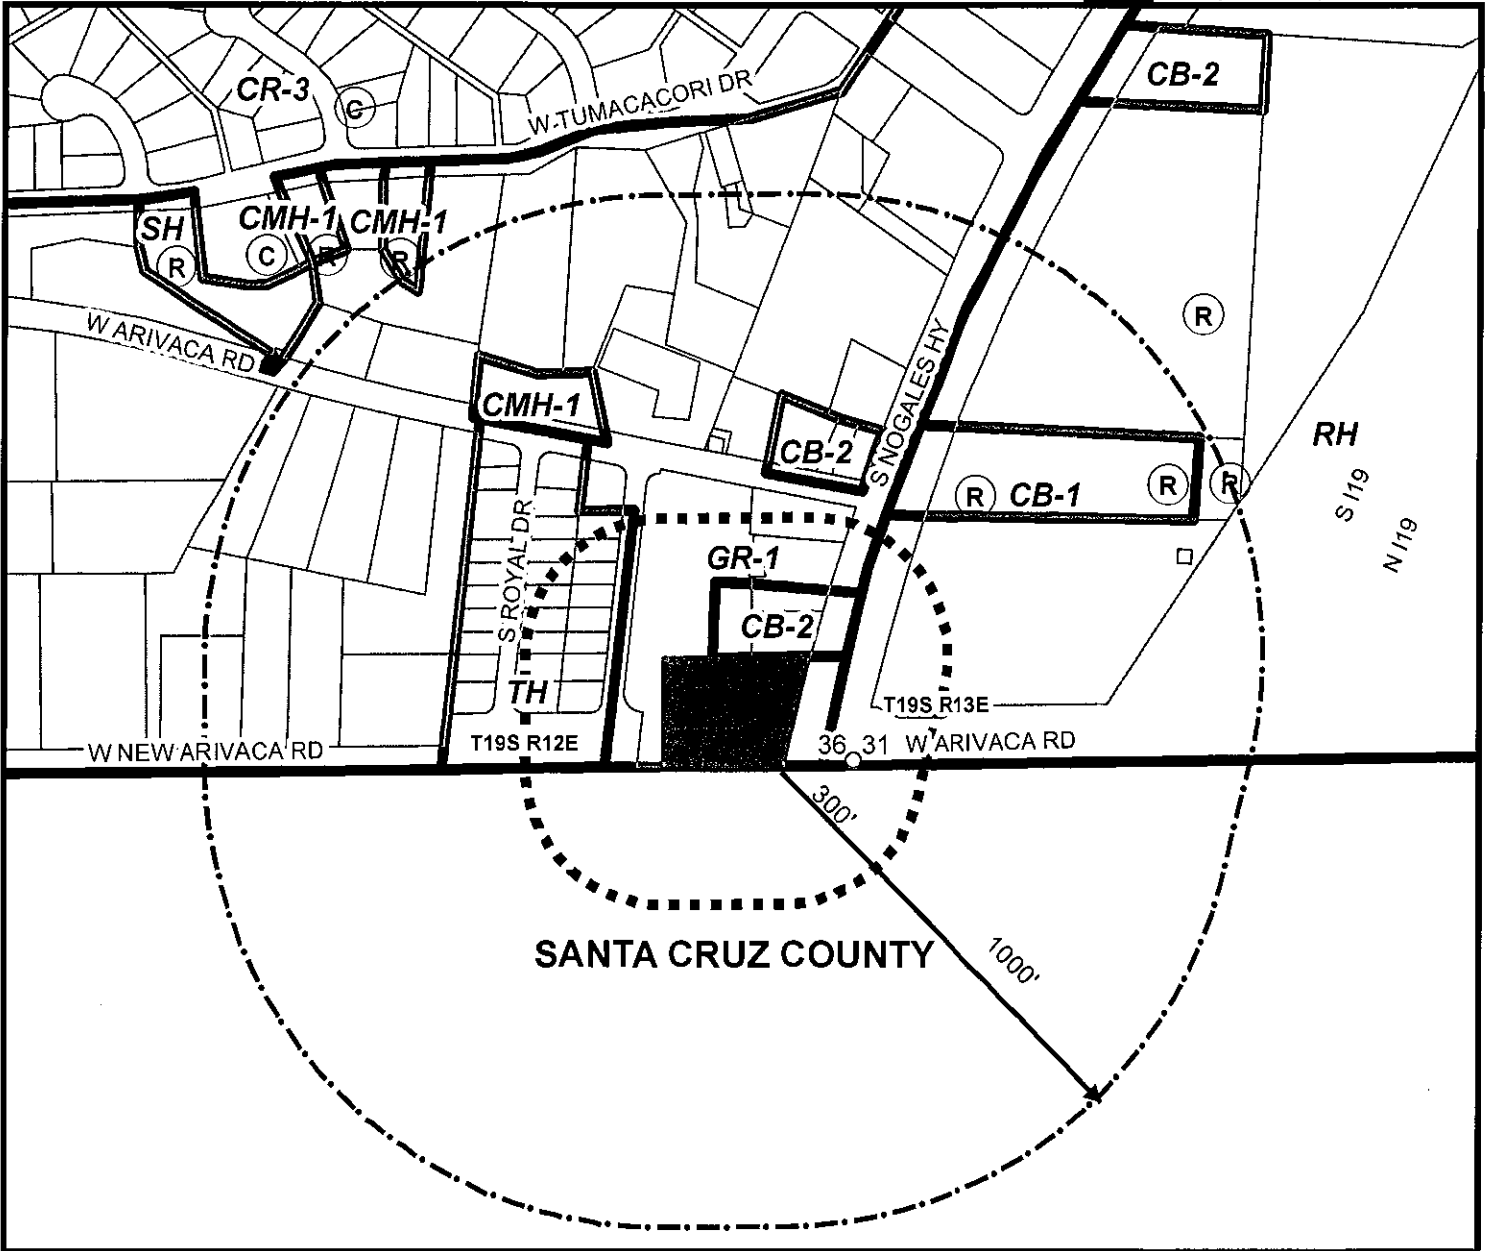 CB-2
CR-3
C
W TUMACACORI DR
SH
CMH-1
CMH-1
R
C
R
R
R
W ARIVACA RD
S NOGALES HY
CMH-1
CB-2
RH
R
CB-1
R
R
S I19
N I19
S ROYAL DR
GR-1
CB-2
TH
T19S R13E
T19S R12E
W NEW ARIVACA RD
36 31
W ARIVACA RD
300'
SANTA CRUZ COUNTY
1000'